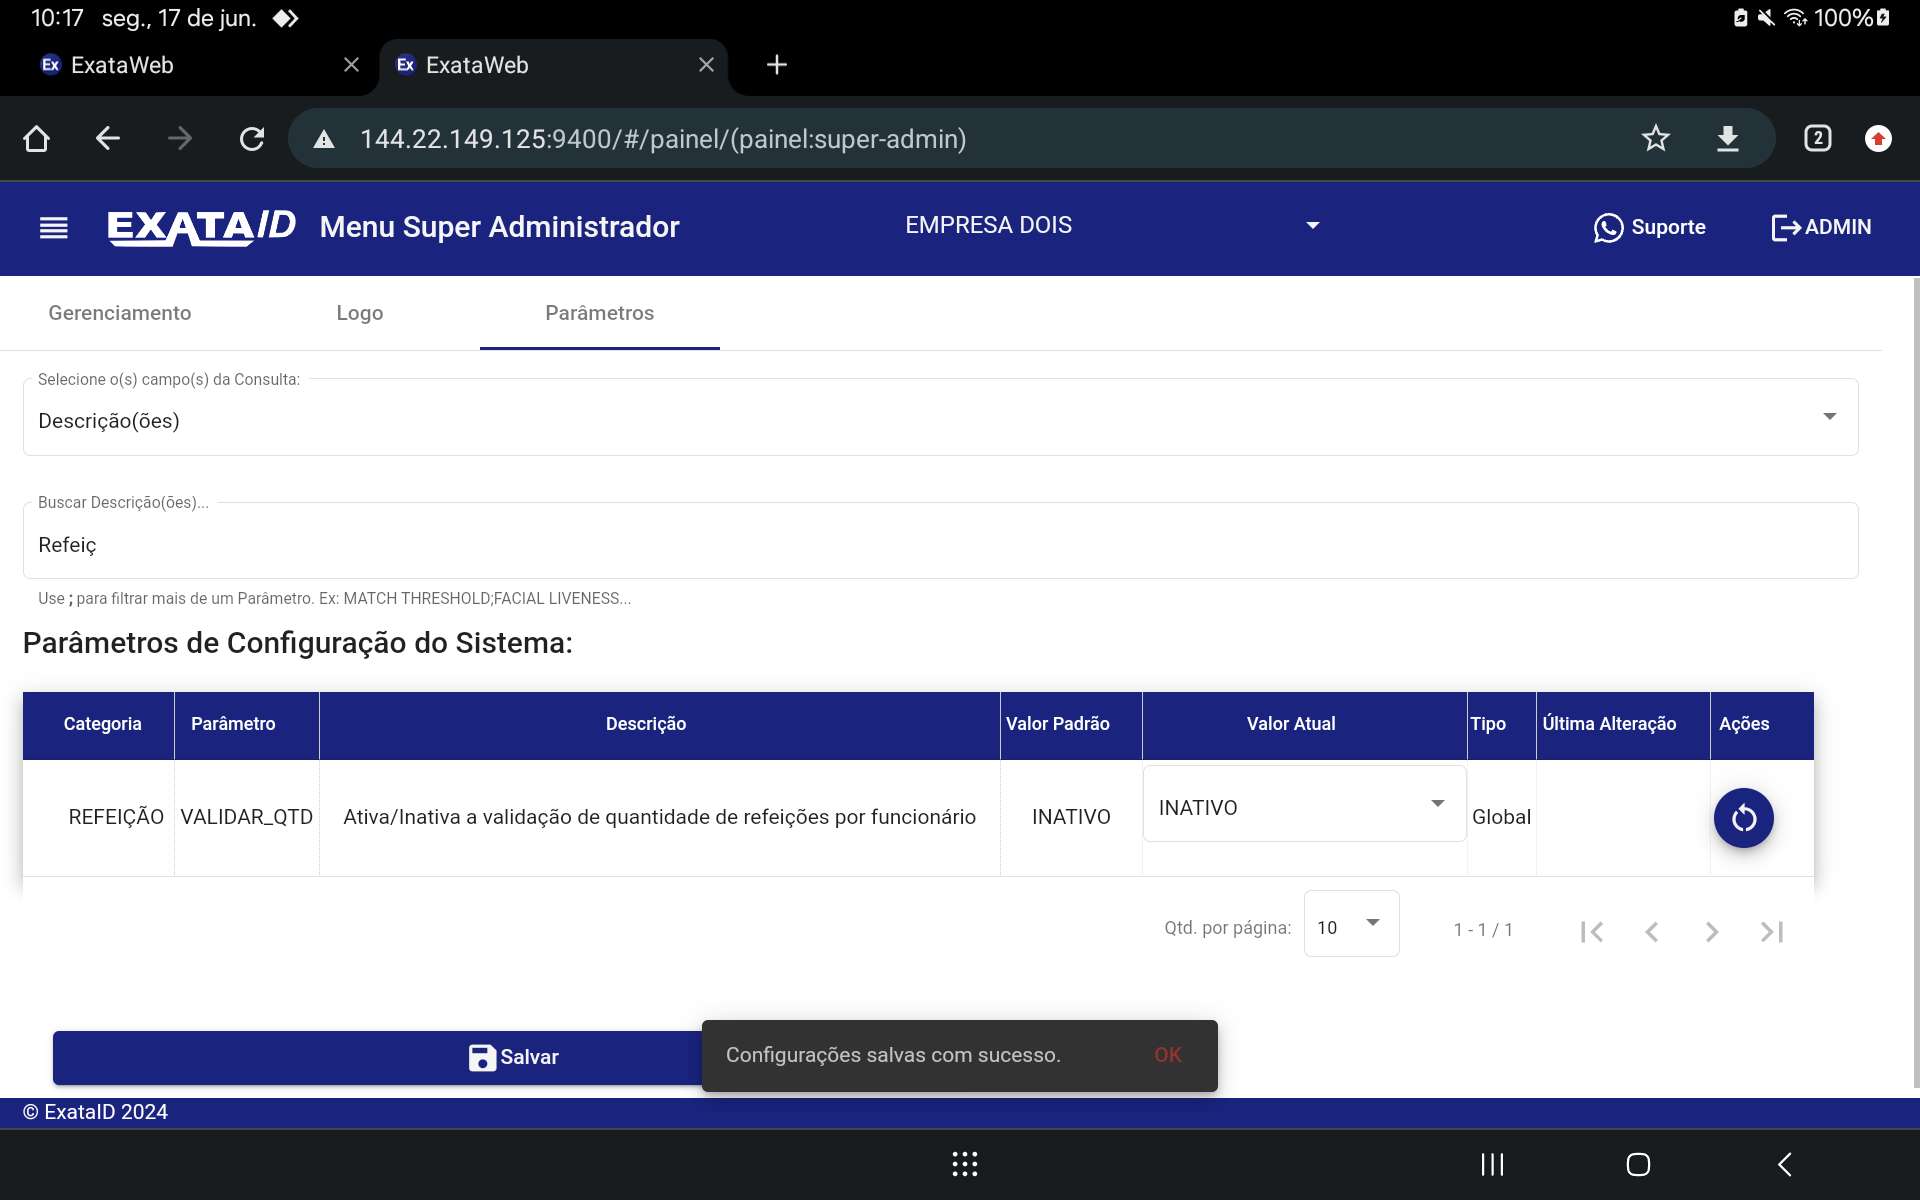 10:17 seg., 17 de jun. 100%
Ex ExataWeb Ex ExataWeb
144.22.149.125:9400/#/painel/(painel:super-admin) 2
EXATAID Menu Super Administrador EMPRESA DOIS Suporte ADMIN
Gerenciamento Logo Parâmetros
Selecione o(s) campo(s) da Consulta:
Descrição(ões)
Buscar Descrição(ões)...
Refeiç
Use ; para filtrar mais de um Parâmetro. Ex: MATCH THRESHOLD;FACIAL LIVENESS...
Parâmetros de Configuração do Sistema:
Categoria Parâmetro Descrição Valor Padrão Valor Atual Tipo Última Alteração Ações
REFEIÇÃO VALIDAR_QTD Ativa/Inativa a validação de quantidade de refeições por funcionário INATIVO INATIVO Global
Qtd. por página: 10 1 - 1 / 1
Salvar
Configurações salvas com sucesso. OK
© ExataID 2024